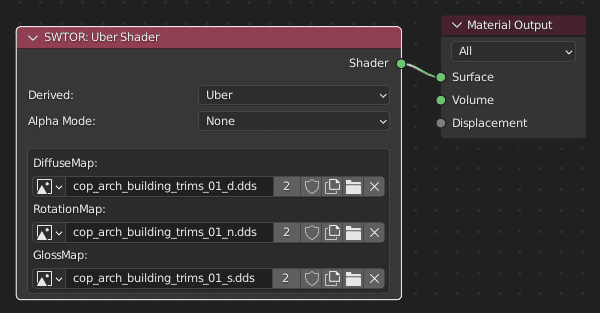 SWTOR: Uber Shader
Shader
Derived: Uber
Alpha Mode: None
DiffuseMap:
cop_arch_building_trims_01_d.dds 2
RotationMap:
cop_arch_building_trims_01_n.dds 2
GlossMap:
cop_arch_building_trims_01_s.dds 2
Material Output
All
Surface
Volume
Displacement